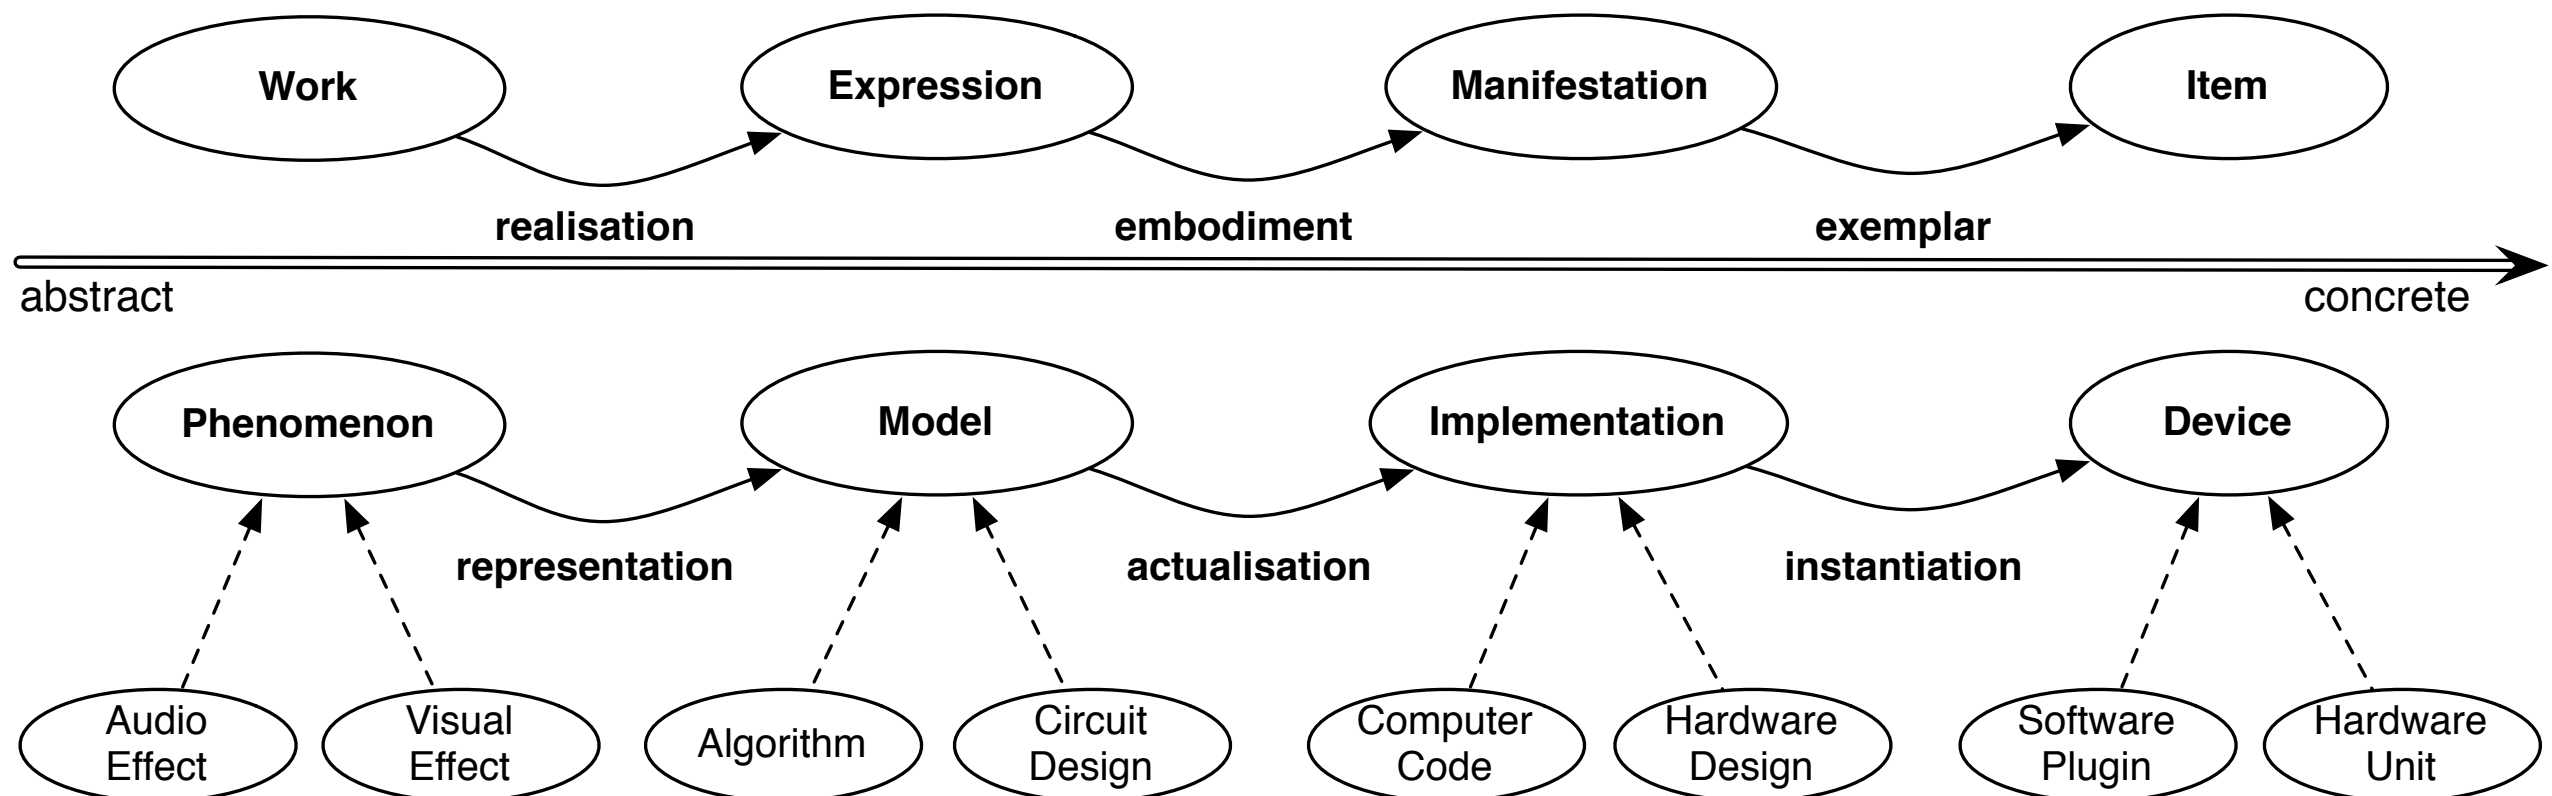 Work
Expression
Manifestation
Item
realisation
embodiment
exemplar
abstract
concrete
Phenomenon
Model
Implementation
Device
representation
actualisation
instantiation
Audio
Effect
Visual
Effect
Algorithm
Circuit
Design
Computer
Code
Hardware
Design
Software
Plugin
Hardware
Unit